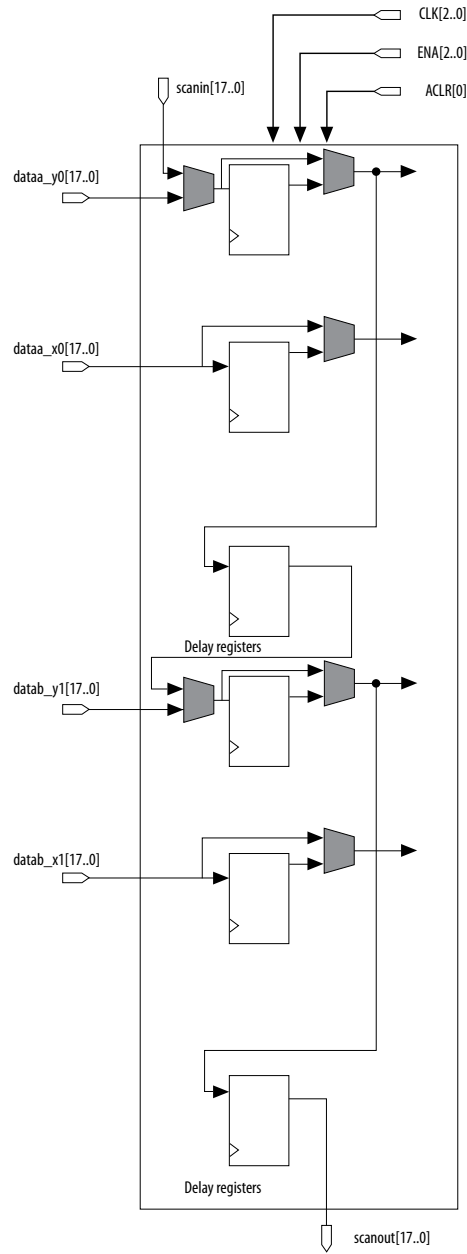 CLK[2..0]
ENA[2..0]
scanin[17..0]
ACLR[0]
dataa_y0[17..0]
dataa_x0[17..0]
Delay registers
datab_y1[17..0]
datab_x1[17..0]
Delay registers
scanout[17..0]